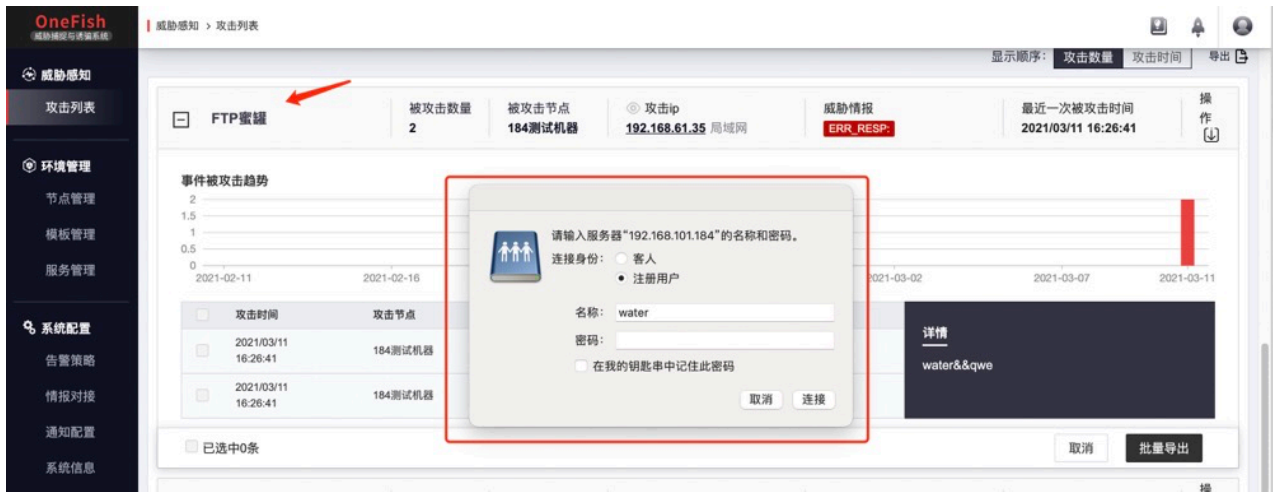 OneFish
威胁捕捉与诱骗系统
威胁感知 > 攻击列表
显示顺序:
攻击数量
攻击时间
导出
威胁感知
攻击列表
环境管理
节点管理
模板管理
服务管理
系统配置
告警策略
情报对接
通知配置
系统信息
FTP蜜罐
被攻击数量
2
被攻击节点
184测试机器
攻击ip
192.168.61.35 局域网
威胁情报
ERR_RESP:
最近一次被攻击时间
2021/03/11 16:26:41
操
作
事件被攻击趋势
2
1.5
1
0.5
0
2021-02-11
2021-02-16
2021-03-02
2021-03-07
2021-03-11
请输入服务器“192.168.101.184”的名称和密码。
连接身份:
客人
注册用户
名称:
water
密码:
在我的钥匙串中记住此密码
取消
连接
攻击时间
攻击节点
2021/03/11
16:26:41
184测试机器
2021/03/11
16:26:41
184测试机器
详情
water&&qwe
已选中0条
取消
批量导出